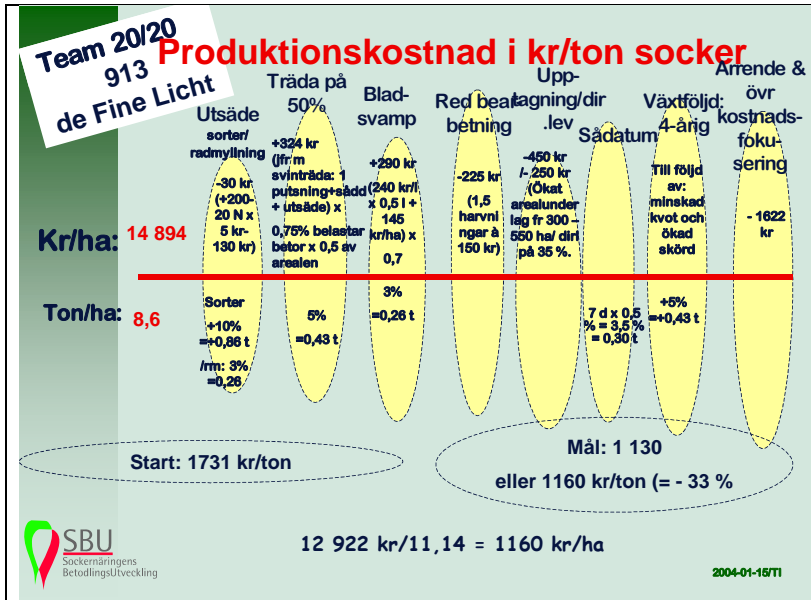 Team 20/20
913
de Fine Licht
Produktionskostnad i kr/ton socker
Utsäde
sorter/
radmyllning
-30 kr
(+200-
20 N x
5 kr-
130 kr)
Träda på
50%
+324 kr
(jfr m
svinträda: 1
putsning+sådd
+ utsäde) x
0,75% belastar
betor x 0,5 av
arealen
Blad-
svamp
+290 kr
(240 kr/l
x 0,5 l +
145
kr/ha) x
0,7
Red bear-
betning
-225 kr
(1,5
harvni
ngar à
150 kr)
Upp-
tagning/dir
.lev
-450 kr
/- 250 kr
(Ökat
arealunder
lag fr 300 –
550 ha/ dirl
på 35 %.
Sådatum
Växtföljd:
4-årig
Till följd
av:
minskad
kvot och
ökad
skörd
Arrende &
övr
kostnads-
foku-
sering
- 1622
kr
Kr/ha: 14 894
Ton/ha: 8,6
Sorter
+10%
=+0,86 t
/rm: 3%
=0,26
5%
=0,43 t
3%
=0,26 t
7 d x 0,5
% = 3,5 %
= 0,30 t
+5%
=+0,43 t
Start: 1731 kr/ton
Mål: 1 130
eller 1160 kr/ton (= - 33 %
12 922 kr/11,14 = 1160 kr/ha
SBU
Sockernäringens
BetodlingsUtveckling
2004-01-15/TI